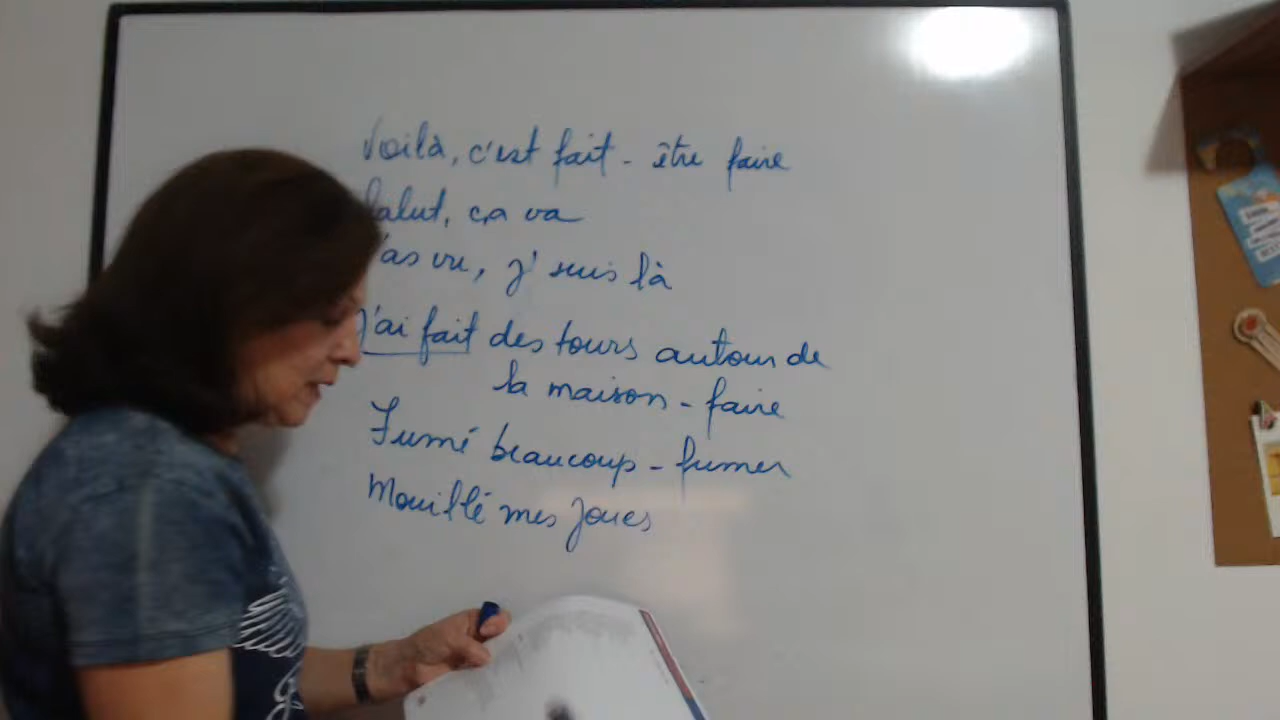 Voilà, c'est fait - être faire
Salut, ça va
'as vu, j'suis là
J'ai fait des tours autour de
la maison - faire
Fumé beaucoup - fumer
Mouillé mes joues